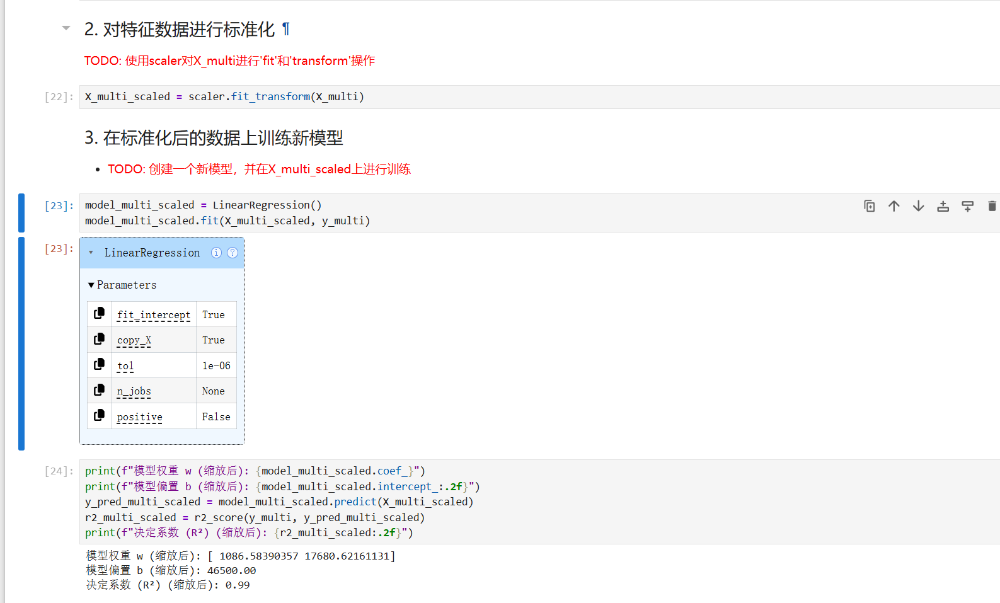 2. 对特征数据进行标准化 ¶
TODO: 使用scaler对X_multi进行'fit'和'transform'操作
[22]: X_multi_scaled = scaler.fit_transform(X_multi)
3. 在标准化后的数据上训练新模型
• TODO: 创建一个新模型，并在X_multi_scaled上进行训练
[23]: model_multi_scaled = LinearRegression()
model_multi_scaled.fit(X_multi_scaled, y_multi)
[23]: LinearRegression i ?
Parameters
fit_intercept True
copy_X True
tol 1e-06
n_jobs None
positive False
[24]: print(f"模型权重 w (缩放后): {model_multi_scaled.coef_}")
print(f"模型偏置 b (缩放后): {model_multi_scaled.intercept_:.2f}")
y_pred_multi_scaled = model_multi_scaled.predict(X_multi_scaled)
r2_multi_scaled = r2_score(y_multi, y_pred_multi_scaled)
print(f"决定系数 (R²) (缩放后): {r2_multi_scaled:.2f}")
模型权重 w (缩放后): [ 1086.58390357 17680.62161131]
模型偏置 b (缩放后): 46500.00
决定系数 (R²) (缩放后): 0.99